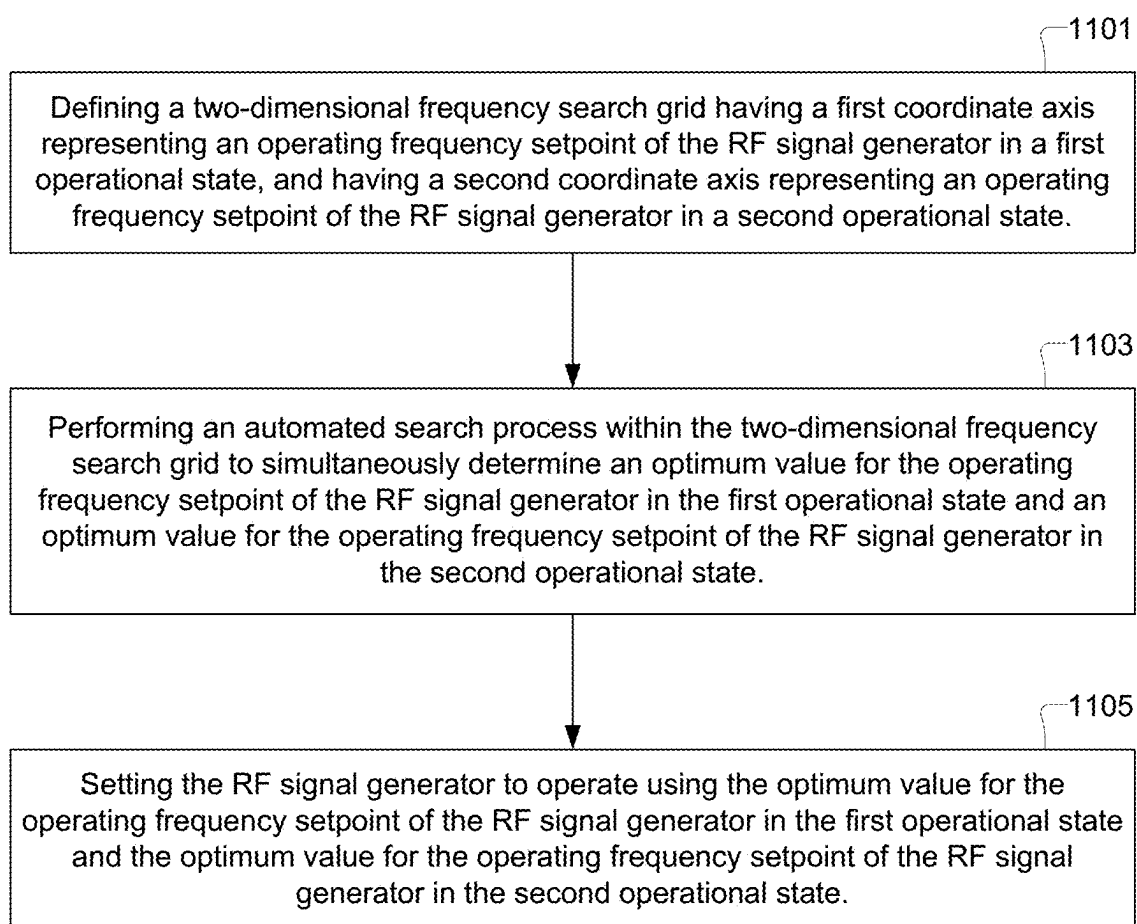 1101
Defining a two-dimensional frequency search grid having a first coordinate axis
representing an operating frequency setpoint of the RF signal generator in a first
operational state, and having a second coordinate axis representing an operating
frequency setpoint of the RF signal generator in a second operational state.
1103
Performing an automated search process within the two-dimensional frequency
search grid to simultaneously determine an optimum value for the operating
frequency setpoint of the RF signal generator in the first operational state and an
optimum value for the operating frequency setpoint of the RF signal generator in
the second operational state.
1105
Setting the RF signal generator to operate using the optimum value for the
operating frequency setpoint of the RF signal generator in the first operational state
and the optimum value for the operating frequency setpoint of the RF signal
generator in the second operational state.